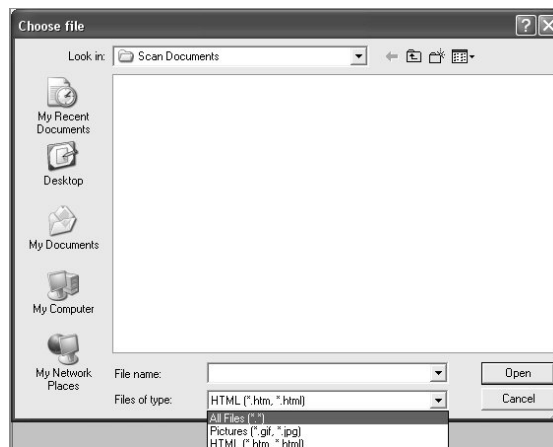 Choose file
Look in: Scan Documents
My Recent
Documents
Desktop
My Documents
My Computer
My Network
Places
File name:
Open
Files of type: HTML (*.htm, *.html)
Cancel
All Files (*.*)
Pictures (*.gif, *.jpg)
HTML (*.htm, *.html)